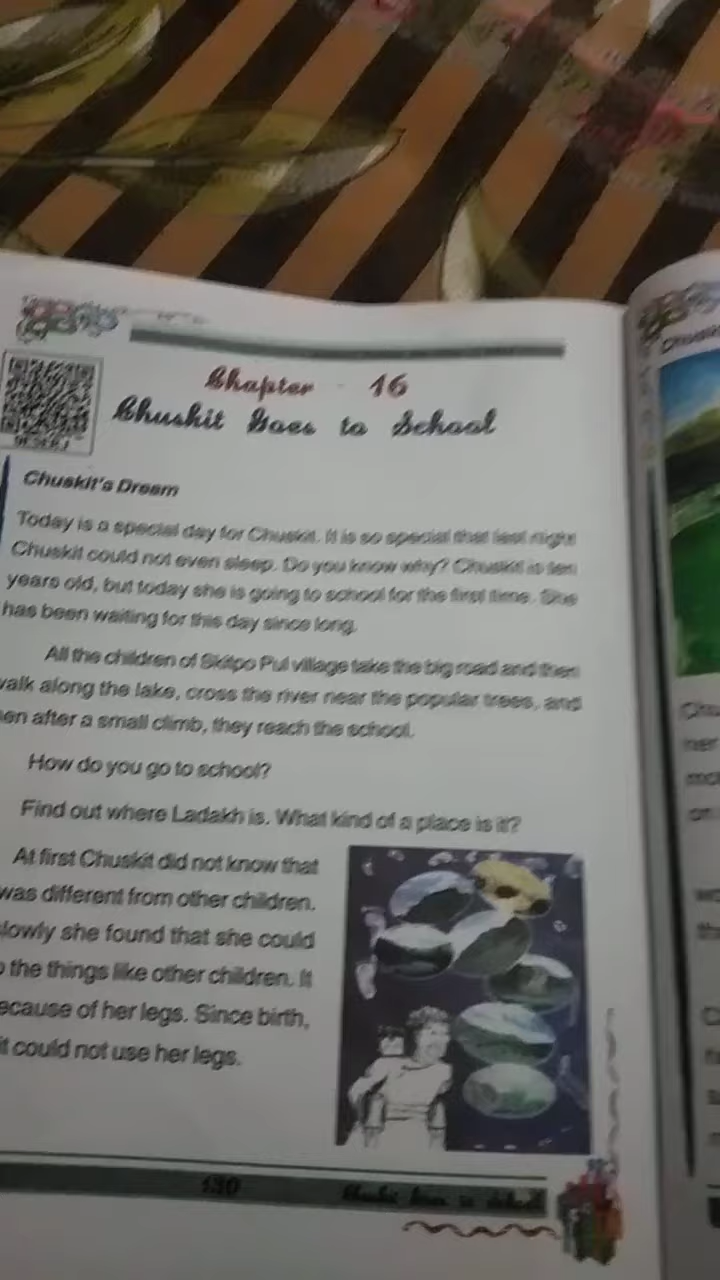 Chapter - 16
Chuskit Goes to School
Chuskit's Dream
Today is a special day for Chuskit. It is so special that last night
Chuskit could not even sleep. Do you know why? Chuskit is ten
years old, but today she is going to school for the first time. She
has been waiting for this day since long.
All the children of Skitpo Pul village take the big road and then
walk along the lake, cross the river near the popular trees, and
after a small climb, they reach the school.
How do you go to school?
Find out where Ladakh is. What kind of a place is it?
At first Chuskit did not know that
was different from other children.
slowly she found that she could
the things like other children. It
because of her legs. Since birth,
it could not use her legs.
130
Chuskit Goes to School